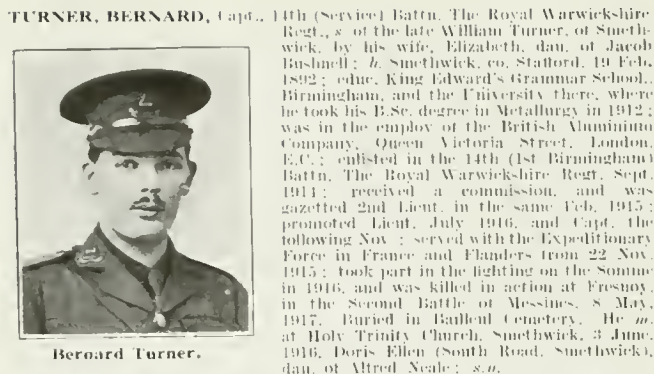 TURNER, BERNARD, Capt., 14th (Service) Battn. The Royal Warwickshire
Regt., s. of the late William Turner, of Smeth-
wick, by his wife, Elizabeth, dau. of Jacob
Bushnell; b. Smethwick, co. Stafford, 19 Feb.
1892; educ. King Edward's Grammar School,
Birmingham, and the University there, where
he took his B.Sc. degree in Metallurgy in 1912;
was in the employ of the British Aluminium
Company, Queen Victoria Street, London,
E.C.; enlisted in the 14th (1st Birmingham)
Battn. The Royal Warwickshire Regt. Sept.
1914; received a commission, and was
gazetted 2nd Lieut. in the same Feb. 1915;
promoted Lieut. July 1916, and Capt. the
following Nov.; served with the Expeditionary
Force in France and Flanders from 22 Nov.
1915; took part in the fighting on the Somme
in 1916, and was killed in action at Fresnoy,
in the Second Battle of Messines, 8 May,
1917. Buried in Bailleul Cemetery. He m.
at Holy Trinity Church, Smethwick, 3 June,
1916, Doris Ellen (South Road, Smethwick),
dau. of Alfred Neale; s.p.
Bernard Turner.